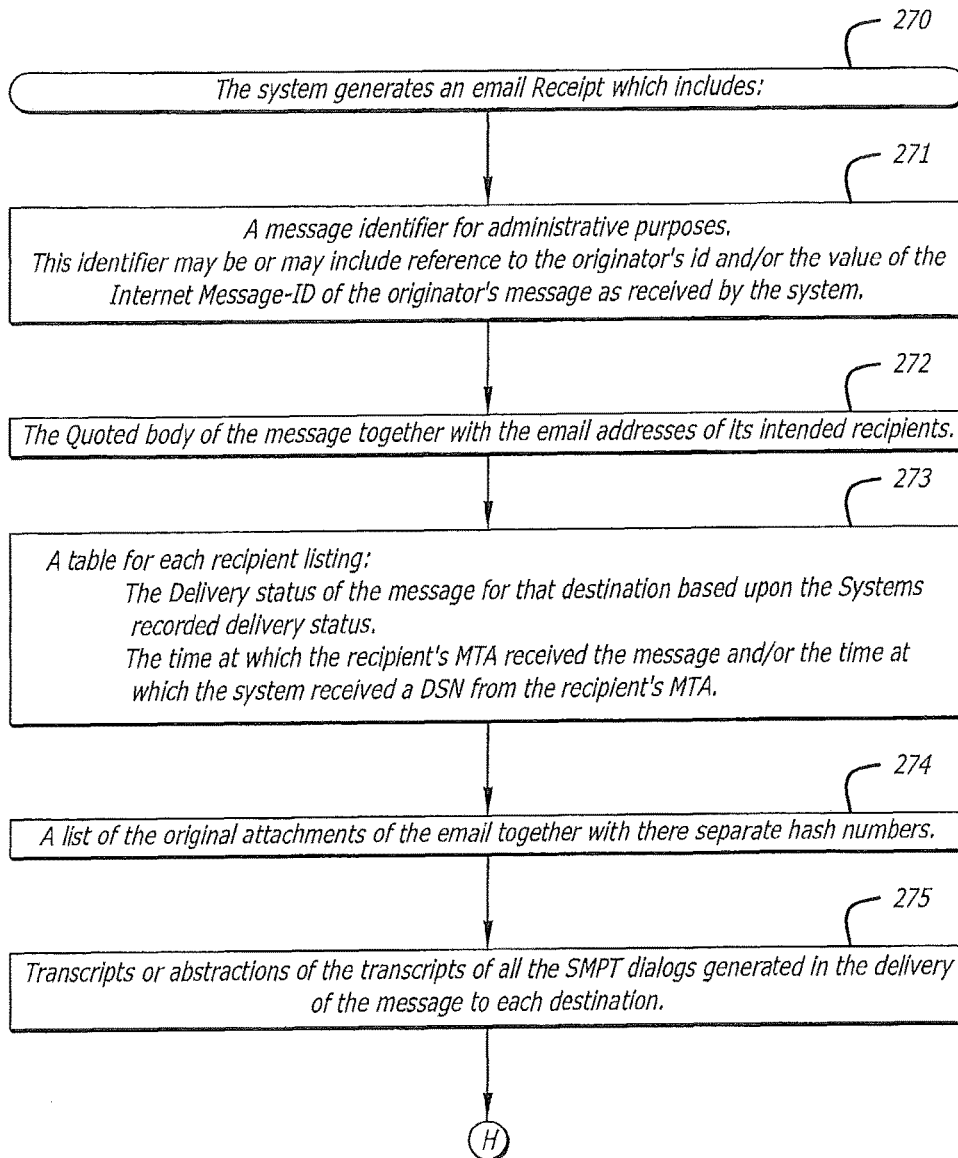 270
The system generates an email Receipt which includes:
271
A message identifier for administrative purposes.
This identifier may be or may include reference to the originator's id and/or the value of the
Internet Message-ID of the originator's message as received by the system.
272
The Quoted body of the message together with the email addresses of its intended recipients.
273
A table for each recipient listing:
The Delivery status of the message for that destination based upon the Systems
recorded delivery status.
The time at which the recipient's MTA received the message and/or the time at
which the system received a DSN from the recipient's MTA.
274
A list of the original attachments of the email together with there separate hash numbers.
275
Transcripts or abstractions of the transcripts of all the SMPT dialogs generated in the delivery
of the message to each destination.
H